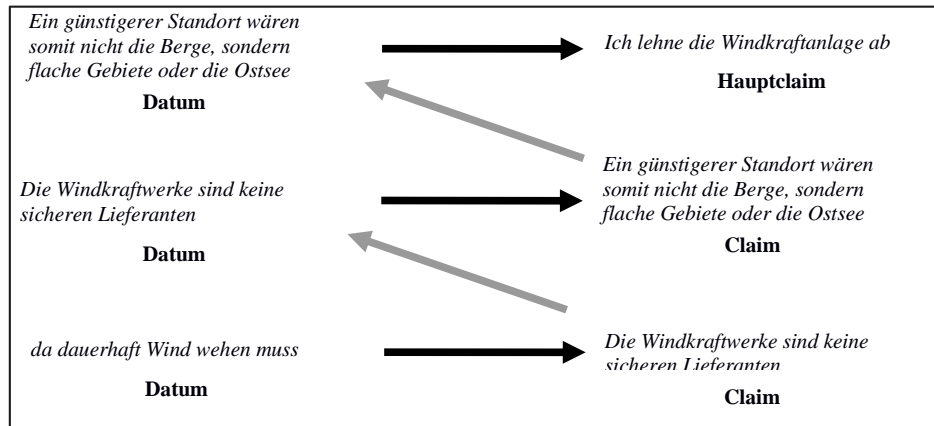 Ein günstigerer Standort wären
somit nicht die Berge, sondern
flache Gebiete oder die Ostsee
Datum
Ich lehne die Windkraftanlage ab
Hauptclaim
Die Windkraftwerke sind keine
sicheren Lieferanten
Datum
Ein günstigerer Standort wären
somit nicht die Berge, sondern
flache Gebiete oder die Ostsee
Claim
da dauerhaft Wind wehen muss
Datum
Die Windkraftwerke sind keine
sicheren Lieferanten
Claim